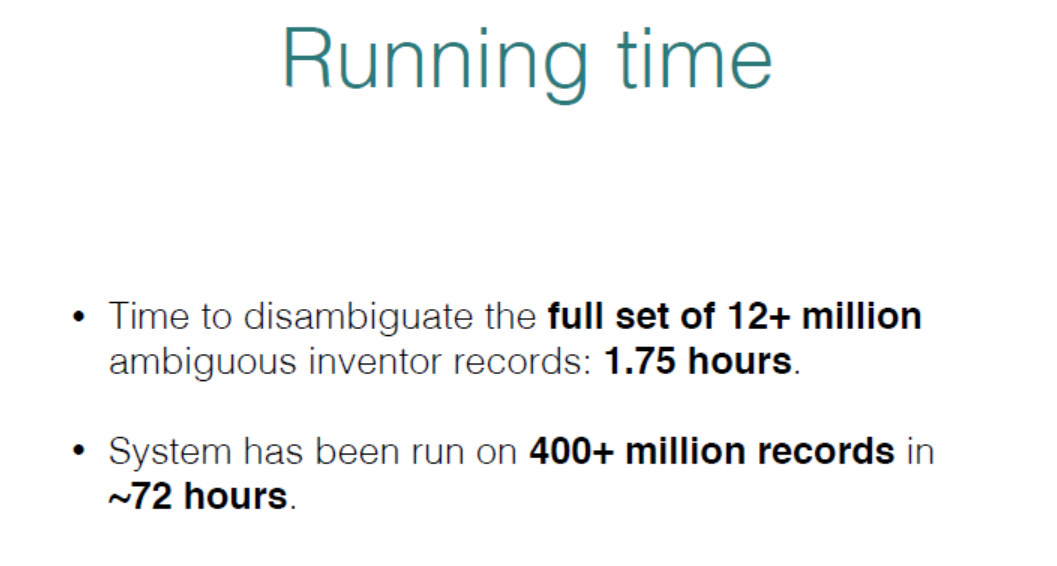 Running time
• Time to disambiguate the full set of 12+ million
ambiguous inventor records: 1.75 hours.
• System has been run on 400+ million records in
~72 hours.